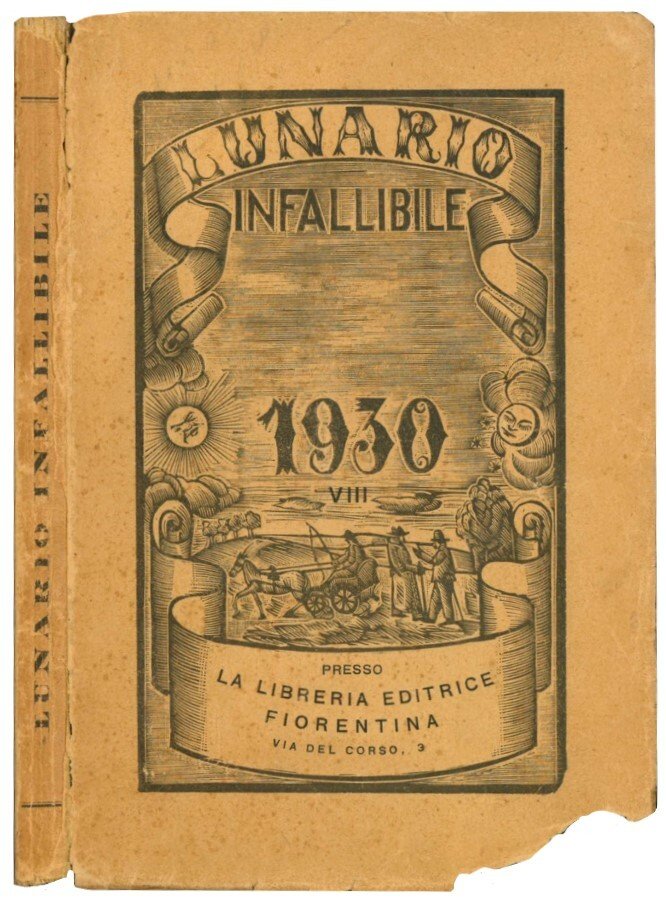 LUNARIO INFALLIBILE
LUNARIO
INFALLIBILE
1930
VIII
PRESSO
LA LIBRERIA EDITRICE
FIORENTINA
VIA DEL CORSO, 3